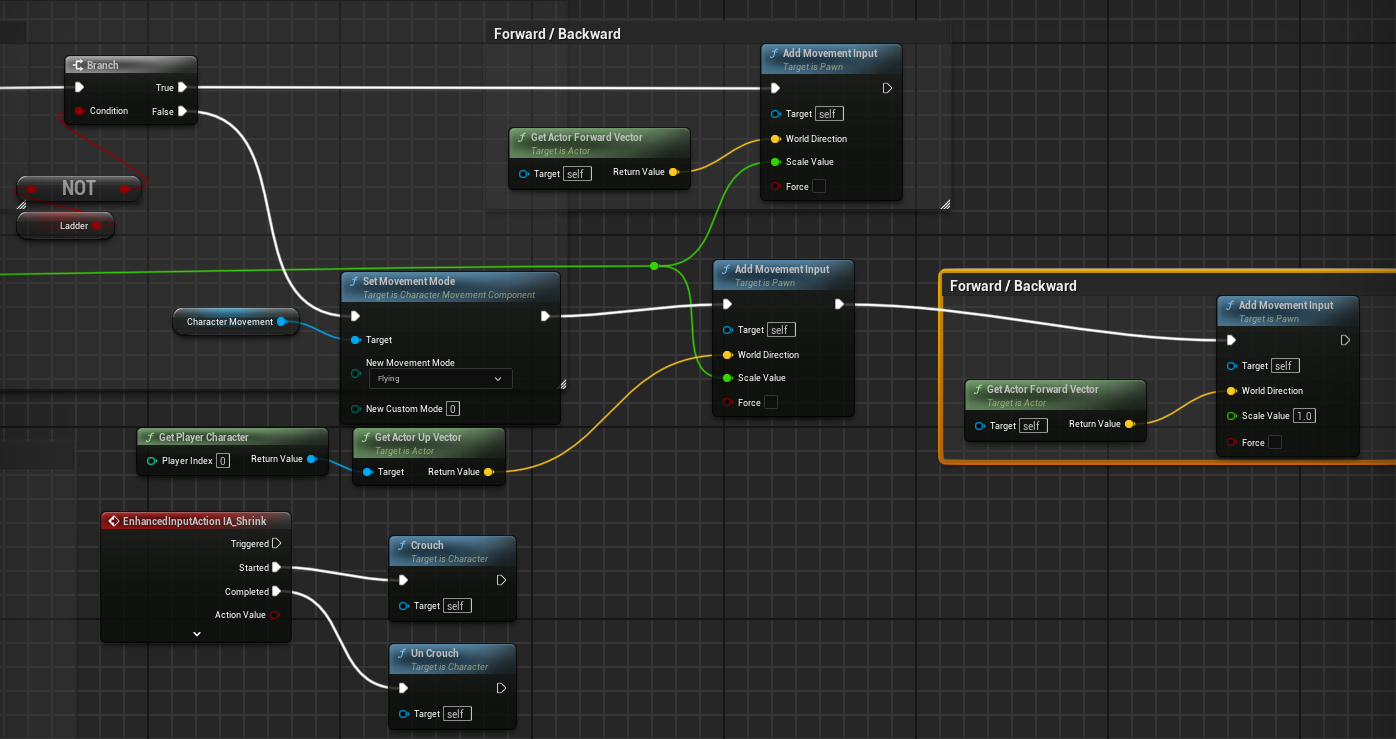 Forward / Backward
Branch
True
Condition
False
NOT
Ladder
Add Movement Input
Target is Pawn
Target self
World Direction
Scale Value
Force
Get Actor Forward Vector
Target is Actor
Target self
Return Value
Character Movement
Set Movement Mode
Target is Character Movement Component
Target
New Movement Mode
Flying
New Custom Mode 0
Add Movement Input
Target is Pawn
Target self
World Direction
Scale Value
Force
Forward / Backward
Add Movement Input
Target is Pawn
Target self
World Direction
Scale Value 1.0
Force
Get Actor Forward Vector
Target is Actor
Target self
Return Value
Get Player Character
Player Index 0
Return Value
Get Actor Up Vector
Target is Actor
Target
Return Value
EnhancedInputAction IA_Shrink
Triggered
Started
Completed
Action Value
Crouch
Target is Character
Target self
Un Crouch
Target is Character
Target self